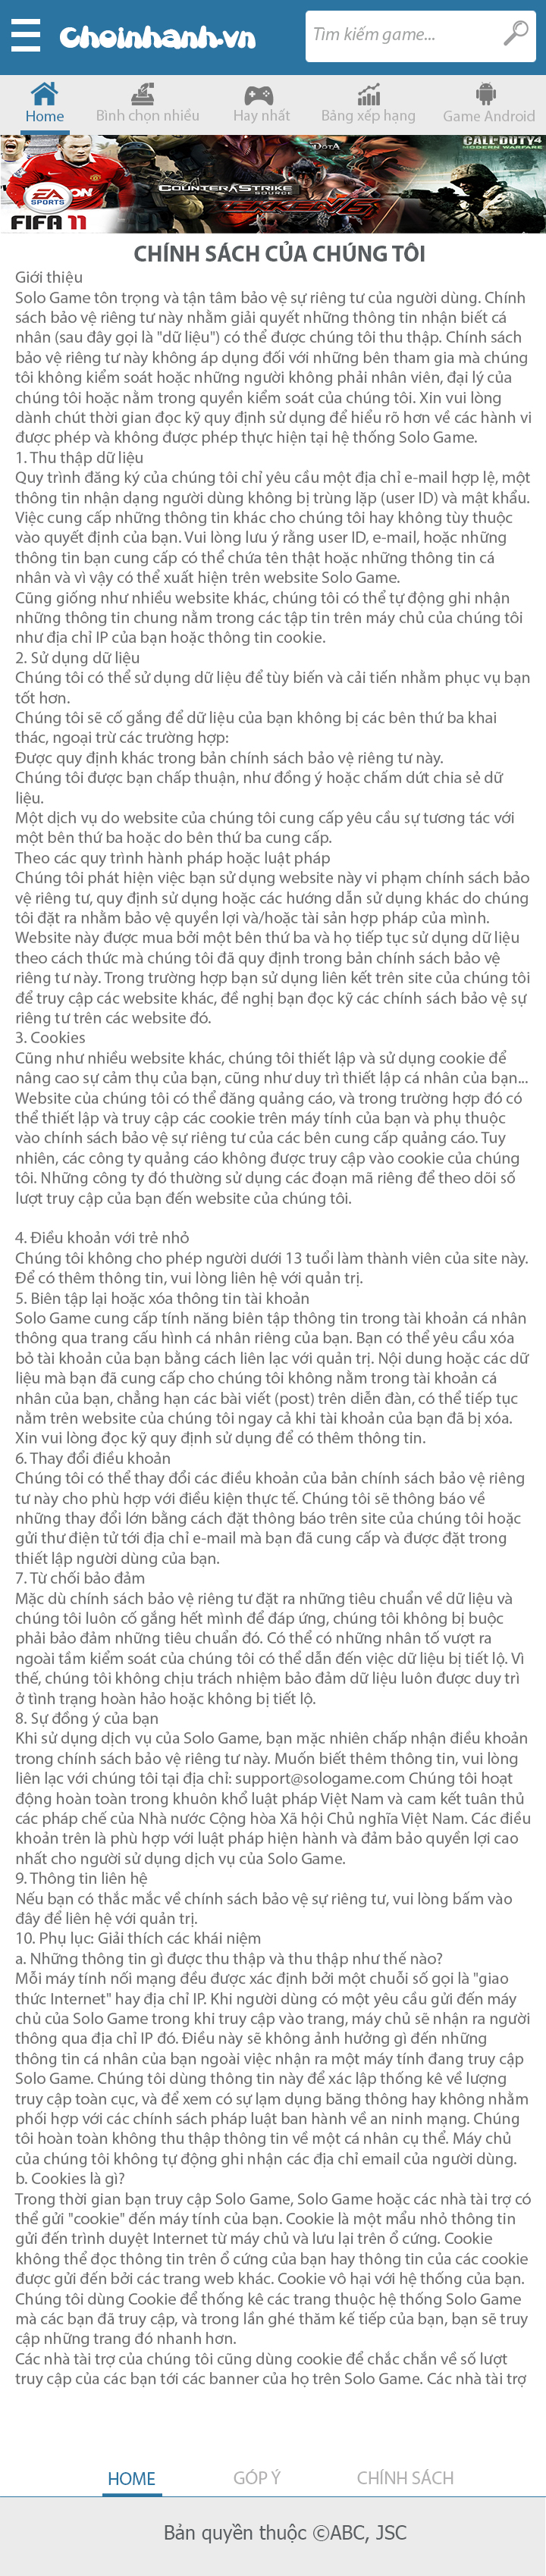 Choinhanh.vn
Tìm kiếm game...
Home
Bình chọn nhiều
Hay nhất
Bảng xếp hạng
Game Android
EA SPORTS
FIFA 11
COUNTER STRIKE
SOURCE
DOTA
CALL OF DUTY 4
MODERN WARFARE
CHÍNH SÁCH CỦA CHÚNG TÔI
Giới thiệu
Solo Game tôn trọng và tận tâm bảo vệ sự riêng tư của người dùng. Chính
sách bảo vệ riêng tư này nhằm giải quyết những thông tin nhận biết cá
nhân (sau đây gọi là "dữ liệu") có thể được chúng tôi thu thập. Chính sách
bảo vệ riêng tư này không áp dụng đối với những bên tham gia mà chúng
tôi không kiểm soát hoặc những người không phải nhân viên, đại lý của
chúng tôi hoặc nằm trong quyền kiểm soát của chúng tôi. Xin vui lòng
dành chút thời gian đọc kỹ quy định sử dụng để hiểu rõ hơn về các hành vi
được phép và không được phép thực hiện tại hệ thống Solo Game.
1. Thu thập dữ liệu
Quy trình đăng ký của chúng tôi chỉ yêu cầu một địa chỉ e-mail hợp lệ, một
thông tin nhận dạng người dùng không bị trùng lặp (user ID) và mật khẩu.
Việc cung cấp những thông tin khác cho chúng tôi hay không tùy thuộc
vào quyết định của bạn. Vui lòng lưu ý rằng user ID, e-mail, hoặc những
thông tin bạn cung cấp có thể chứa tên thật hoặc những thông tin cá
nhân và vì vậy có thể xuất hiện trên website Solo Game.
Cũng giống như nhiều website khác, chúng tôi có thể tự động ghi nhận
những thông tin chung nằm trong các tập tin trên máy chủ của chúng tôi
như địa chỉ IP của bạn hoặc thông tin cookie.
2. Sử dụng dữ liệu
Chúng tôi có thể sử dụng dữ liệu để tùy biến và cải tiến nhằm phục vụ bạn
tốt hơn.
Chúng tôi sẽ cố gắng để dữ liệu của bạn không bị các bên thứ ba khai
thác, ngoại trừ các trường hợp:
Được quy định khác trong bản chính sách bảo vệ riêng tư này.
Chúng tôi được bạn chấp thuận, như đồng ý hoặc chấm dứt chia sẻ dữ
liệu.
Một dịch vụ do website của chúng tôi cung cấp yêu cầu sự tương tác với
một bên thứ ba hoặc do bên thứ ba cung cấp.
Theo các quy trình hành pháp hoặc luật pháp
Chúng tôi phát hiện việc bạn sử dụng website này vi phạm chính sách bảo
vệ riêng tư, quy định sử dụng hoặc các hướng dẫn sử dụng khác do chúng
tôi đặt ra nhằm bảo vệ quyền lợi và/hoặc tài sản hợp pháp của mình.
Website này được mua bởi một bên thứ ba và họ tiếp tục sử dụng dữ liệu
theo cách thức mà chúng tôi đã quy định trong bản chính sách bảo vệ
riêng tư này. Trong trường hợp bạn sử dụng liên kết trên site của chúng tôi
để truy cập các website khác, đề nghị bạn đọc kỹ các chính sách bảo vệ sự
riêng tư trên các website đó.
3. Cookies
Cũng như nhiều website khác, chúng tôi thiết lập và sử dụng cookie để
nâng cao sự cảm thụ của bạn, cũng như duy trì thiết lập cá nhân của bạn...
Website của chúng tôi có thể đăng quảng cáo, và trong trường hợp đó có
thể thiết lập và truy cập các cookie trên máy tính của bạn và phụ thuộc
vào chính sách bảo vệ sự riêng tư của các bên cung cấp quảng cáo. Tuy
nhiên, các công ty quảng cáo không được truy cập vào cookie của chúng
tôi. Những công ty đó thường sử dụng các đoạn mã riêng để theo dõi số
lượt truy cập của bạn đến website của chúng tôi.
4. Điều khoản với trẻ nhỏ
Chúng tôi không cho phép người dưới 13 tuổi làm thành viên của site này.
Để có thêm thông tin, vui lòng liên hệ với quản trị.
5. Biên tập lại hoặc xóa thông tin tài khoản
Solo Game cung cấp tính năng biên tập thông tin trong tài khoản cá nhân
thông qua trang cấu hình cá nhân riêng của bạn. Bạn có thể yêu cầu xóa
bỏ tài khoản của bạn bằng cách liên lạc với quản trị. Nội dung hoặc các dữ
liệu mà bạn đã cung cấp cho chúng tôi không nằm trong tài khoản cá
nhân của bạn, chẳng hạn các bài viết (post) trên diễn đàn, có thể tiếp tục
nằm trên website của chúng tôi ngay cả khi tài khoản của bạn đã bị xóa.
Xin vui lòng đọc kỹ quy định sử dụng để có thêm thông tin.
6. Thay đổi điều khoản
Chúng tôi có thể thay đổi các điều khoản của bản chính sách bảo vệ riêng
tư này cho phù hợp với điều kiện thực tế. Chúng tôi sẽ thông báo về
những thay đổi lớn bằng cách đặt thông báo trên site của chúng tôi hoặc
gửi thư điện tử tới địa chỉ e-mail mà bạn đã cung cấp và được đặt trong
thiết lập người dùng của bạn.
7. Từ chối bảo đảm
Mặc dù chính sách bảo vệ riêng tư đặt ra những tiêu chuẩn về dữ liệu và
chúng tôi luôn cố gắng hết mình để đáp ứng, chúng tôi không bị buộc
phải bảo đảm những tiêu chuẩn đó. Có thể có những nhân tố vượt ra
ngoài tầm kiểm soát của chúng tôi có thể dẫn đến việc dữ liệu bị tiết lộ. Vì
thế, chúng tôi không chịu trách nhiệm bảo đảm dữ liệu luôn được duy trì
ở tình trạng hoàn hảo hoặc không bị tiết lộ.
8. Sự đồng ý của bạn
Khi sử dụng dịch vụ của Solo Game, bạn mặc nhiên chấp nhận điều khoản
trong chính sách bảo vệ riêng tư này. Muốn biết thêm thông tin, vui lòng
liên lạc với chúng tôi tại địa chỉ: support@sologame.com Chúng tôi hoạt
động hoàn toàn trong khuôn khổ luật pháp Việt Nam và cam kết tuân thủ
các pháp chế của Nhà nước Cộng hòa Xã hội Chủ nghĩa Việt Nam. Các điều
khoản trên là phù hợp với luật pháp hiện hành và đảm bảo quyền lợi cao
nhất cho người sử dụng dịch vụ của Solo Game.
9. Thông tin liên hệ
Nếu bạn có thắc mắc về chính sách bảo vệ sự riêng tư, vui lòng bấm vào
đây để liên hệ với quản trị.
10. Phụ lục: Giải thích các khái niệm
a. Những thông tin gì được thu thập và thu thập như thế nào?
Mỗi máy tính nối mạng đều được xác định bởi một chuỗi số gọi là "giao
thức Internet" hay địa chỉ IP. Khi người dùng có một yêu cầu gửi đến máy
chủ của Solo Game trong khi truy cập vào trang, máy chủ sẽ nhận ra người
thông qua địa chỉ IP đó. Điều này sẽ không ảnh hưởng gì đến những
thông tin cá nhân của bạn ngoài việc nhận ra một máy tính đang truy cập
Solo Game. Chúng tôi dùng thông tin này để xác lập thống kê về lượng
truy cập toàn cục, và để xem có sự lạm dụng băng thông hay không nhằm
phối hợp với các chính sách pháp luật ban hành về an ninh mạng. Chúng
tôi hoàn toàn không thu thập thông tin về một cá nhân cụ thể. Máy chủ
của chúng tôi không tự động ghi nhận các địa chỉ email của người dùng.
b. Cookies là gì?
Trong thời gian bạn truy cập Solo Game, Solo Game hoặc các nhà tài trợ có
thể gửi "cookie" đến máy tính của bạn. Cookie là một mẩu nhỏ thông tin
gửi đến trình duyệt Internet từ máy chủ và lưu lại trên ổ cứng. Cookie
không thể đọc thông tin trên ổ cứng của bạn hay thông tin của các cookie
được gửi đến bởi các trang web khác. Cookie vô hại với hệ thống của bạn.
Chúng tôi dùng Cookie để thống kê các trang thuộc hệ thống Solo Game
mà các bạn đã truy cập, và trong lần ghé thăm kế tiếp của bạn, bạn sẽ truy
cập những trang đó nhanh hơn.
Các nhà tài trợ của chúng tôi cũng dùng cookie để chắc chắn về số lượt
truy cập của các bạn tới các banner của họ trên Solo Game. Các nhà tài trợ
HOME
GÓP Ý
CHÍNH SÁCH
Bản quyền thuộc ©ABC, JSC